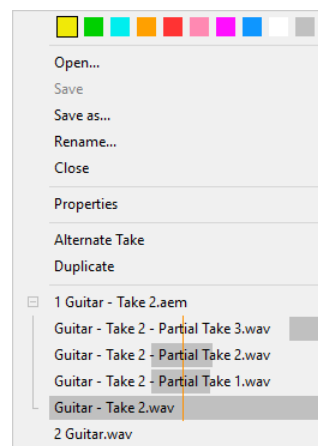 Open...
Save
Save as...
Rename...
Close
Properties
Alternate Take
Duplicate
1 Guitar - Take 2.aem
Guitar - Take 2 - Partial Take 3.wav
Guitar - Take 2 - Partial Take 2.wav
Guitar - Take 2 - Partial Take 1.wav
Guitar - Take 2.wav
2 Guitar.wav